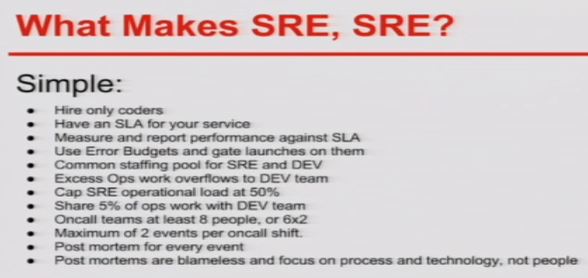 What Makes SRE, SRE?
Simple:
• Hire only coders
• Have an SLA for your service
• Measure and report performance against SLA
• Use Error Budgets and gate launches on them
• Common staffing pool for SRE and DEV
• Excess Ops work overflows to DEV team
• Cap SRE operational load at 50%
• Share 5% of ops work with DEV team
• Oncall teams at least 8 people, or 6x2
• Maximum of 2 events per oncall shift.
• Post mortem for every event
• Post mortems are blameless and focus on process and technology, not people